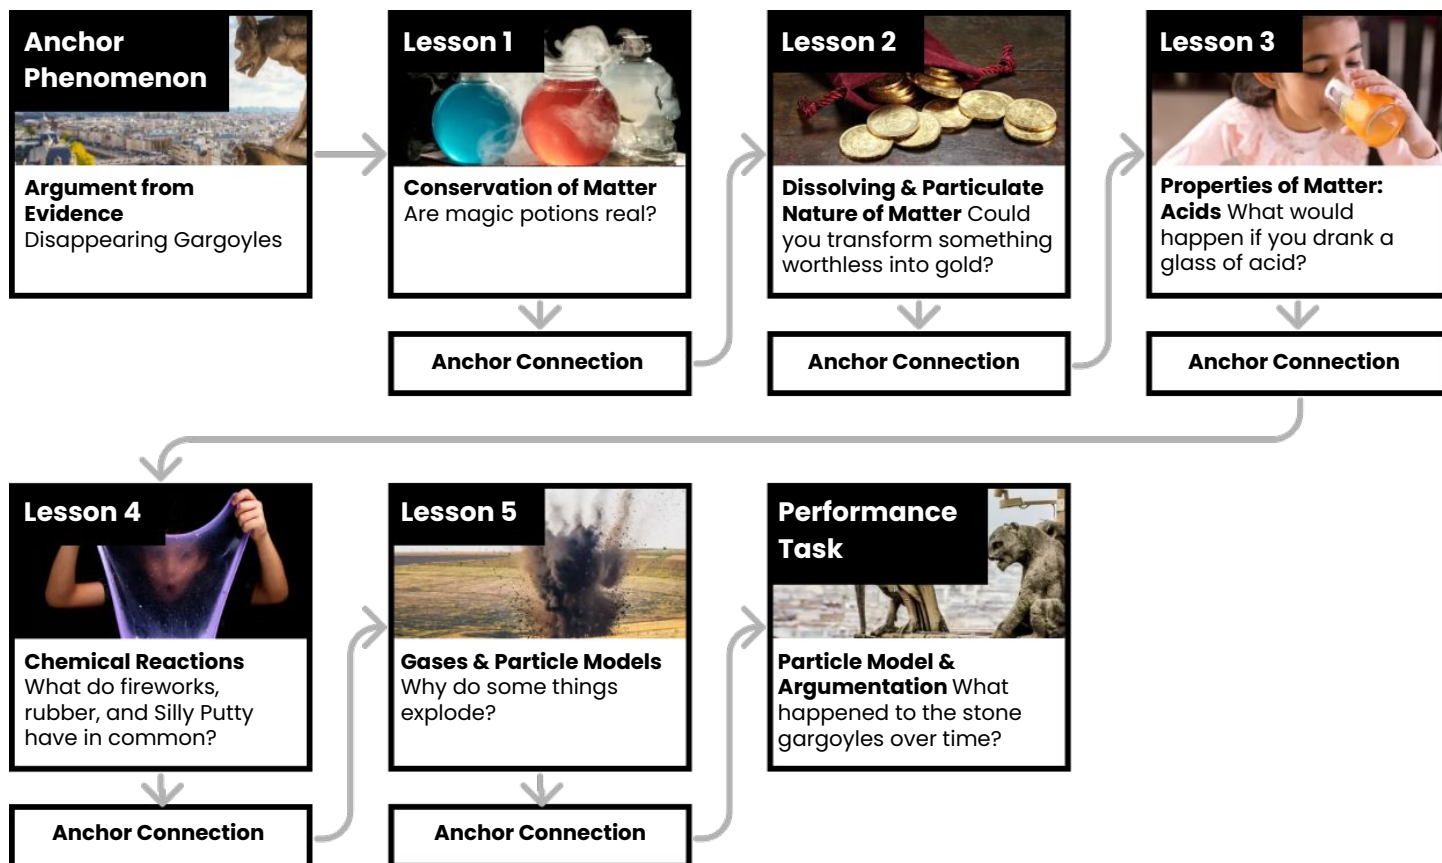 Anchor
Phenomenon
Argument from
Evidence
Disappearing Gargoyles
Lesson 1
Conservation of Matter
Are magic potions real?
Anchor Connection
Lesson 2
Dissolving & Particulate
Nature of Matter Could
you transform something
worthless into gold?
Anchor Connection
Lesson 3
Properties of Matter:
Acids What would
happen if you drank a
glass of acid?
Anchor Connection
Lesson 4
Chemical Reactions
What do fireworks,
rubber, and Silly Putty
have in common?
Anchor Connection
Lesson 5
Gases & Particle Models
Why do some things
explode?
Anchor Connection
Performance
Task
Particle Model &
Argumentation What
happened to the stone
gargoyles over time?